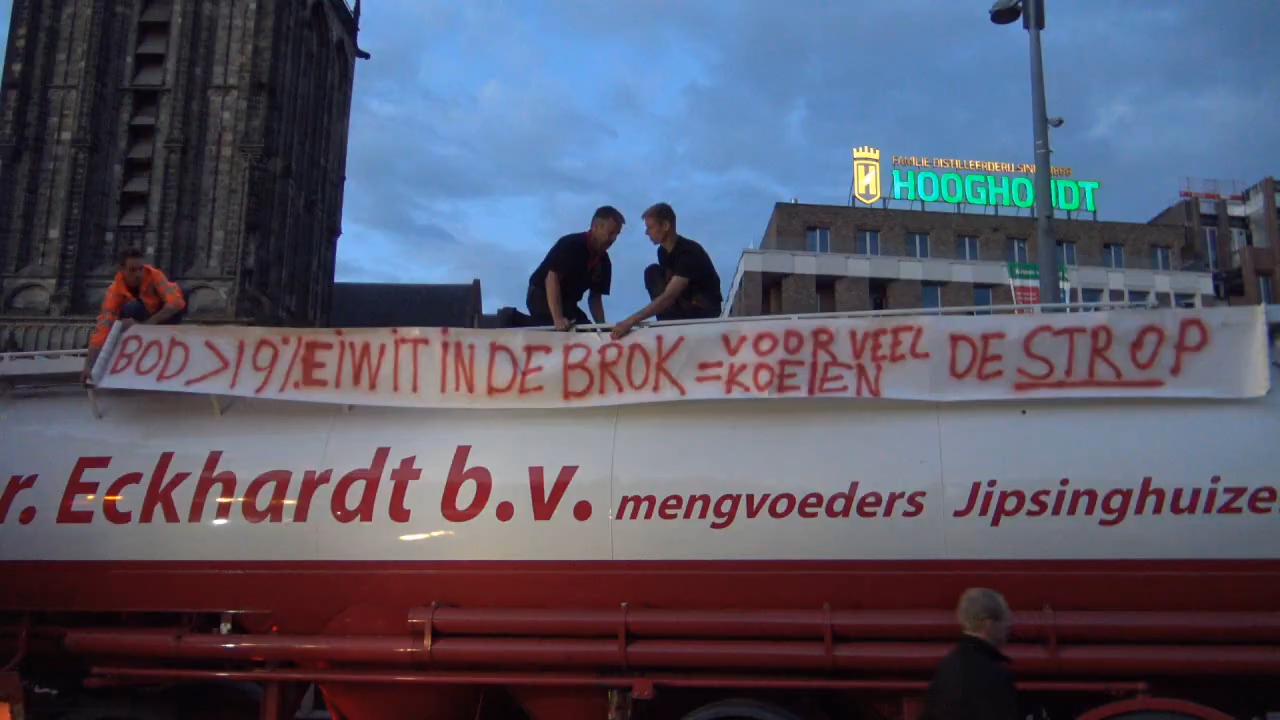 FAMILIE DISTILLEERDERIJ SINDS 1888
HOOGHOUDT
BOD >19% EIWIT IN DE BROK = VOOR VEEL DE STROP
KOEIEN
r. Eckhardt b.v. mengvoeders Jipsinghuize